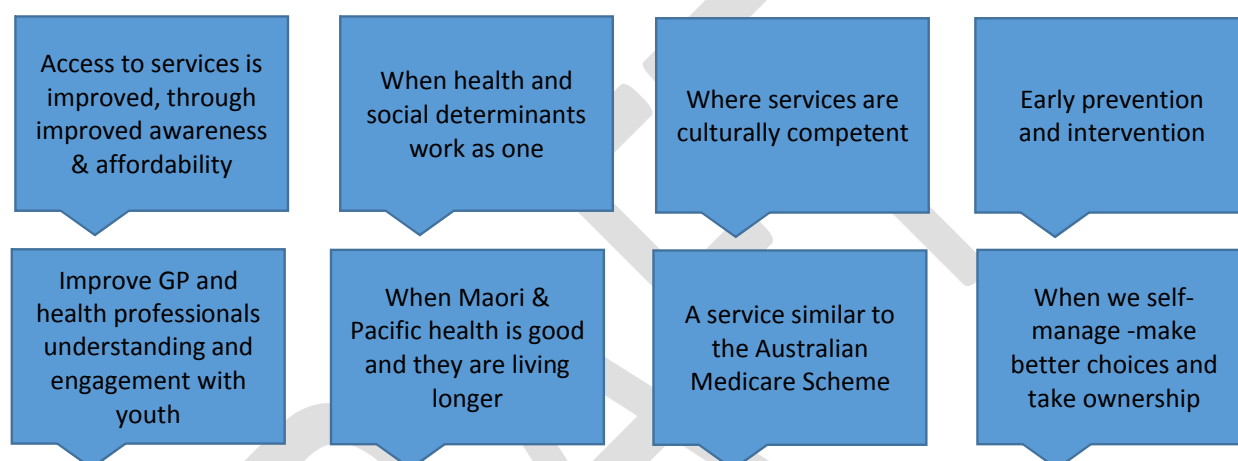 Access to services is
improved, through
improved awareness
& affordability
When health and
social determinants
work as one
Where services are
culturally competent
Early prevention
and intervention
Improve GP and
health professionals
understanding and
engagement with
youth
When Maori &
Pacific health is good
and they are living
longer
A service similar to
the Australian
Medicare Scheme
When we self-
manage -make
better choices and
take ownership